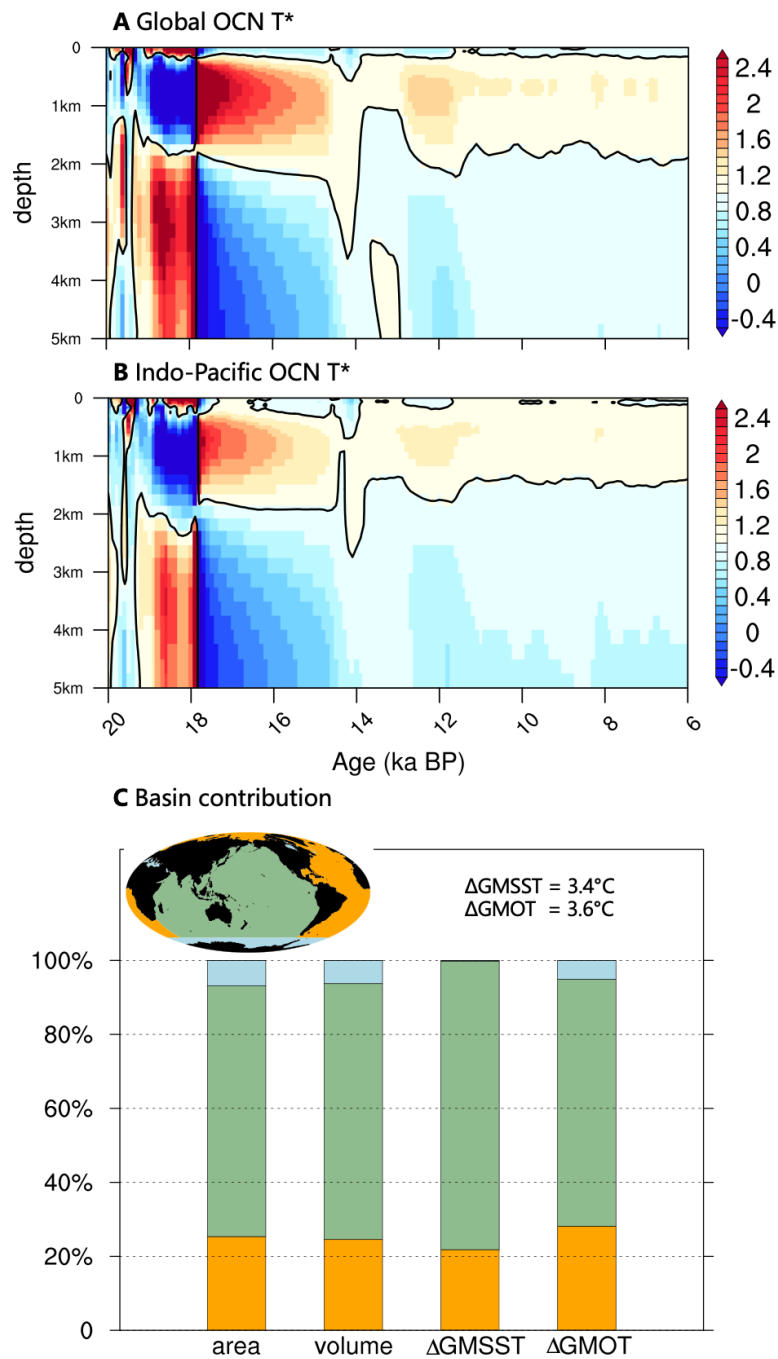 A Global OCN T*
0
1km
2km
3km
4km
5km
depth
2.4
2
1.6
1.2
0.8
0.4
0
-0.4
B Indo-Pacific OCN T*
0
1km
2km
3km
4km
5km
depth
2.4
2
1.6
1.2
0.8
0.4
0
-0.4
20 18 16 14 12 10 8 6
Age (ka BP)
C Basin contribution
ΔGMSST = 3.4°C
ΔGMOT = 3.6°C
100%
80%
60%
40%
20%
0
area volume ΔGMSST ΔGMOT